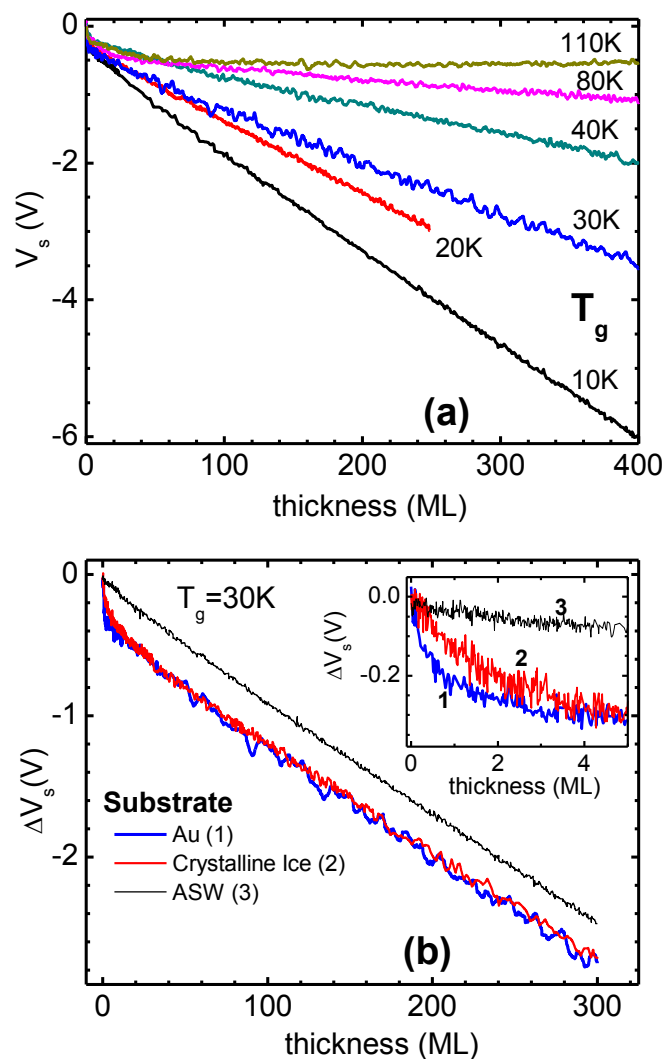 0
-2
-4
-6
V_s (V)
110K
80K
40K
30K
20K
T_g
10K
(a)
0 100 200 300 400
thickness (ML)
0
-1
-2
ΔV_s(V)
T_g=30K
0.0
-0.2
ΔV_s(V)
3
2
1
0 2 4
thickness (ML)
Substrate
Au (1)
Crystalline Ice (2)
ASW (3)
(b)
0 100 200 300
thickness (ML)